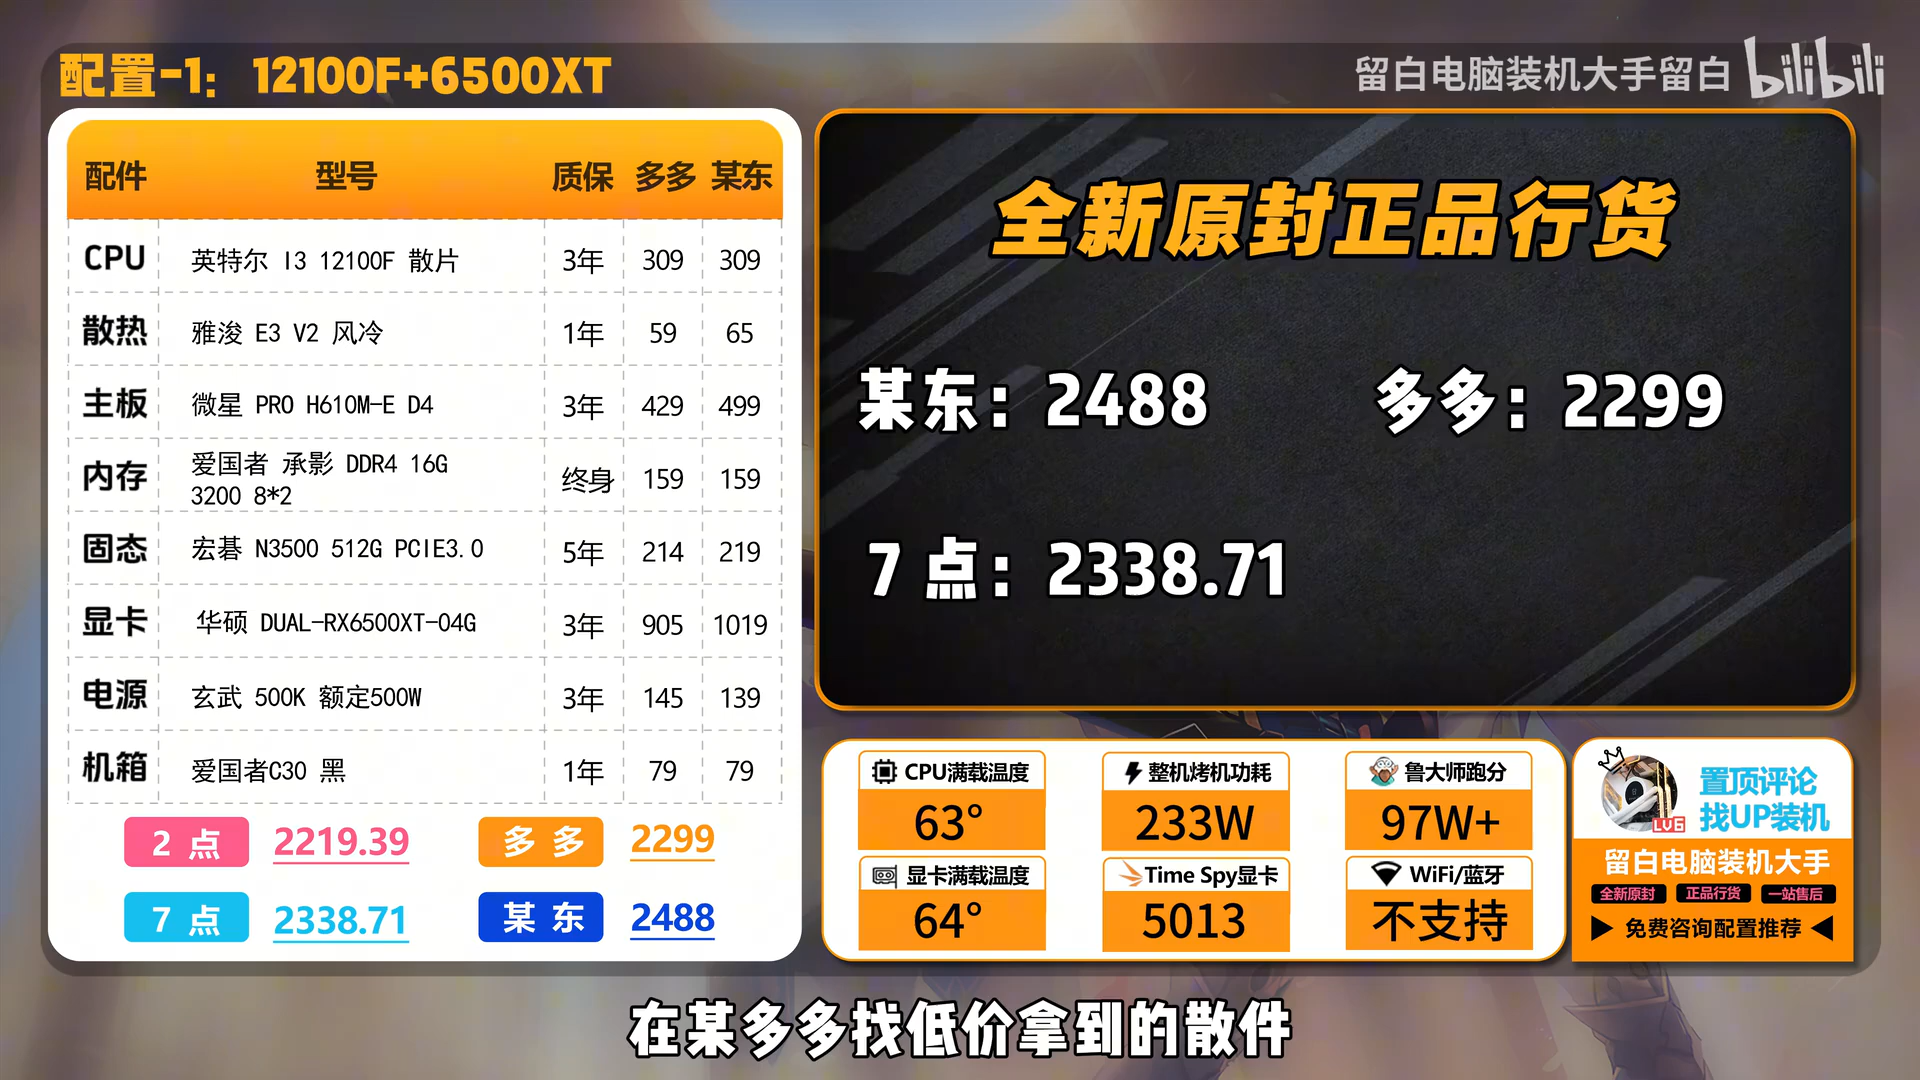 配置-1：12100F+6500XT
留白电脑装机大手留白 bilibili
配件 型号 质保 多多 某东
CPU 英特尔 I3 12100F 散片 3年 309 309
散热 雅浚 E3 V2 风冷 1年 59 65
主板 微星 PRO H610M-E D4 3年 429 499
内存 爱国者 承影 DDR4 16G
3200 8*2 终身 159 159
固态 宏碁 N3500 512G PCIE3.0 5年 214 219
显卡 华硕 DUAL-RX6500XT-O4G 3年 905 1019
电源 玄武 500K 额定500W 3年 145 139
机箱 爱国者C30 黑 1年 79 79
2 点 2219.39 多 多 2299
7 点 2338.71 某 东 2488
全新原封正品行货
某东：2488 多多：2299
7 点：2338.71
CPU满载温度 整机烤机功耗 鲁大师跑分
63° 233W 97W+
显卡满载温度 Time Spy显卡 WiFi/蓝牙
64° 5013 不支持
LV6
置顶评论
找UP装机
留白电脑装机大手
全新原封 正品行货 一站售后
免费咨询配置推荐
在某多多找低价拿到的散件